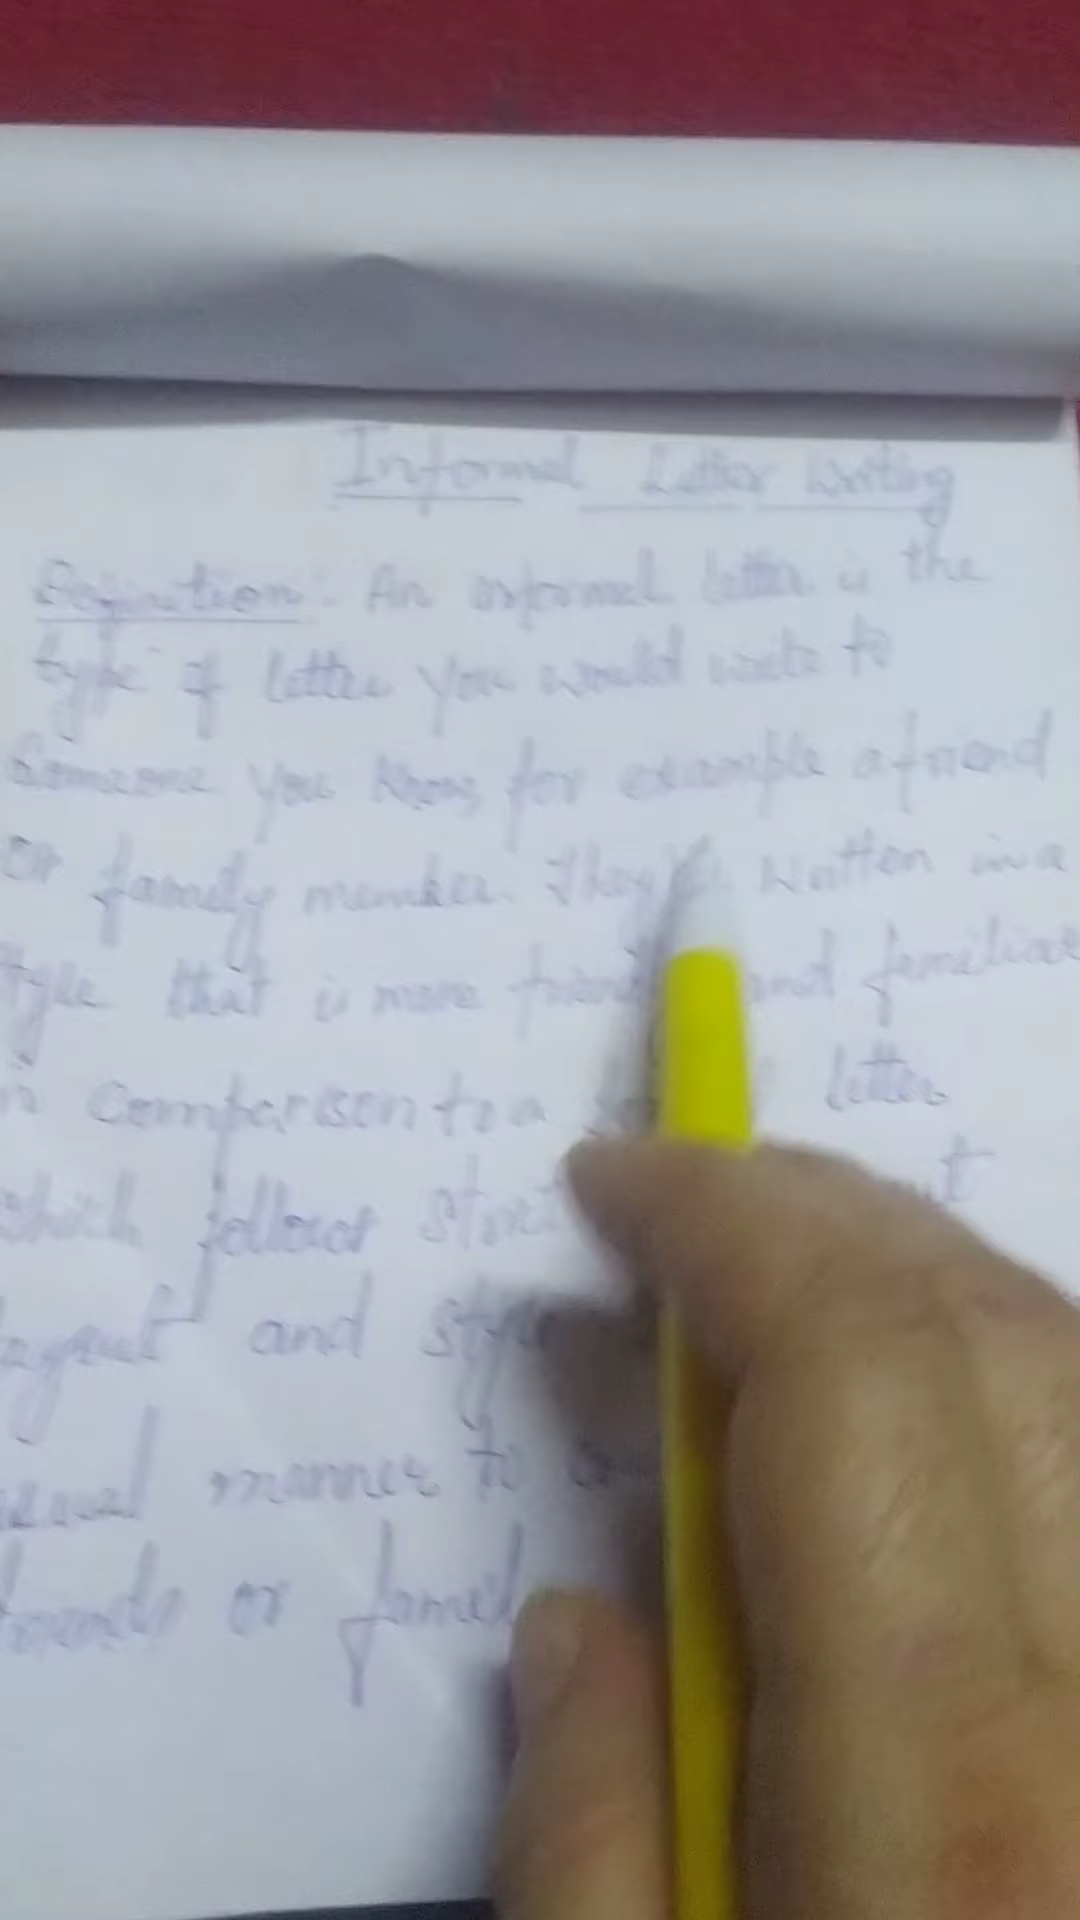 Informal Letter Writing
Definition: An informal letter is the
type of letter you would write to
Someone you know, for example a friend
or family member. They written in a
style that is more and familiar
comparison to a letter
which follows
layout and style
manner to
friends or